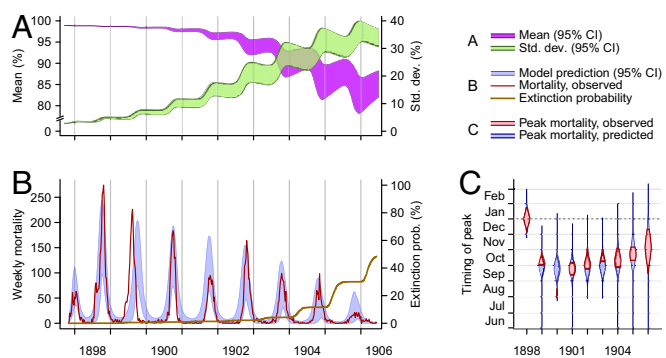 A
Mean (%)
100
95
90
85
80
0
Std. dev. (%)
40
30
20
10
0
A
Mean (95% CI)
Std. dev. (95% CI)
B
Model prediction (95% CI)
Mortality, observed
Extinction probability
C
Peak mortality, observed
Peak mortality, predicted
B
Weekly mortality
250
200
150
100
50
0
Extinction prob. (%)
100
80
60
40
20
0
1898
1900
1902
1904
1906
C
Timing of peak
Feb
Jan
Dec
Nov
Oct
Sep
Aug
Jul
Jun
1898
1901
1904